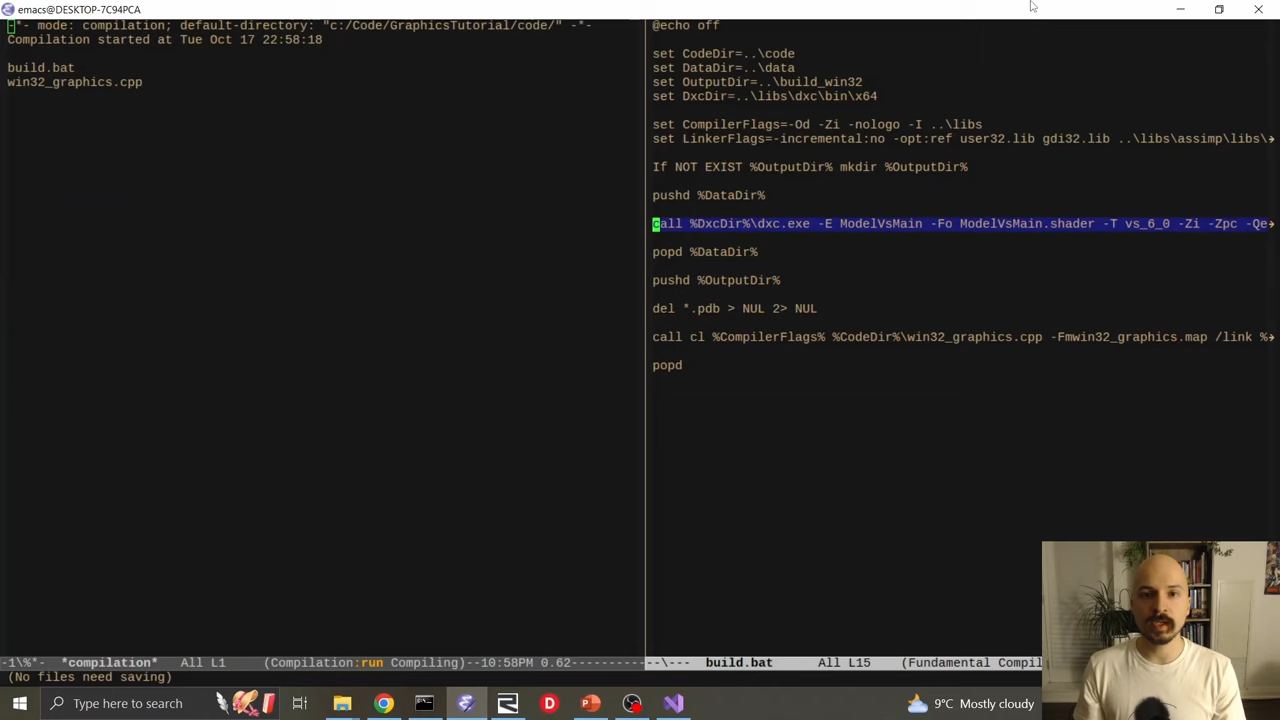 emacs@DESKTOP-7C94PCA
-*- mode: compilation; default-directory: "c:/Code/GraphicsTutorial/code/" -*-
Compilation started at Tue Oct 17 22:58:18
build.bat
win32_graphics.cpp
-1\%*-  *compilation*   All L1     (Compilation:run Compiling)--10:58PM 0.62-----------
(No files need saving)
@echo off
set CodeDir=..\code
set DataDir=..\data
set OutputDir=..\build_win32
set DxcDir=..\libs\dxc\bin\x64
set CompilerFlags=-Od -Zi -nologo -I ..\libs
set LinkerFlags=-incremental:no -opt:ref user32.lib gdi32.lib ..\libs\assimp\libs\
If NOT EXIST %OutputDir% mkdir %OutputDir%
pushd %DataDir%
call %DxcDir%\dxc.exe -E ModelVsMain -Fo ModelVsMain.shader -T vs_6_0 -Zi -Zpc -Qe
popd %DataDir%
pushd %OutputDir%
del *.pdb > NUL 2> NUL
call cl %CompilerFlags% %CodeDir%\win32_graphics.cpp -Fmwin32_graphics.map /link %
popd
--\---  build.bat      All L15    (Fundamental Compil
Type here to search
9°C Mostly cloudy